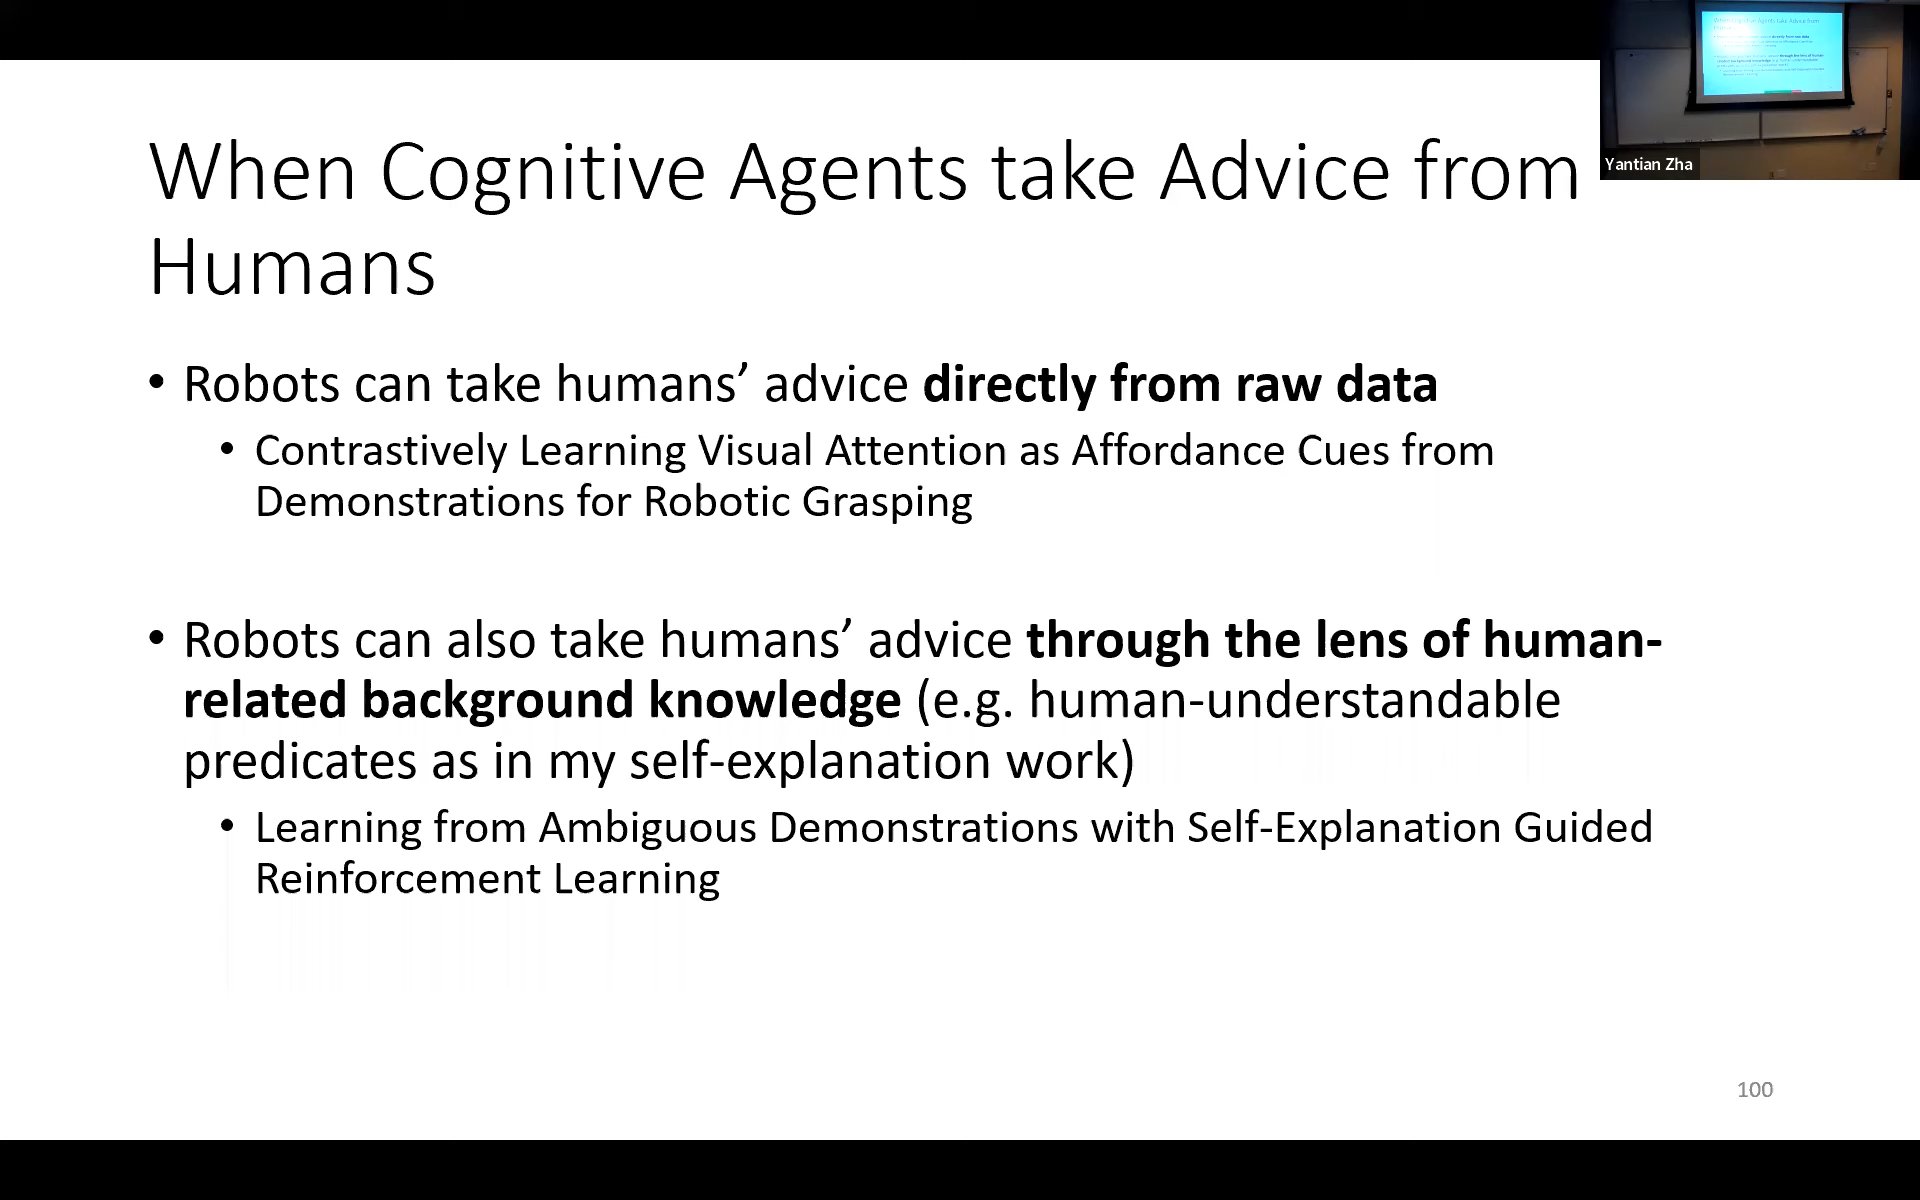 When Cognitive Agents take Advice from
Humans
Yantian Zha
• Robots can take humans’ advice directly from raw data
• Contrastively Learning Visual Attention as Affordance Cues from
Demonstrations for Robotic Grasping
• Robots can also take humans’ advice through the lens of human-
related background knowledge (e.g. human-understandable
predicates as in my self-explanation work)
• Learning from Ambiguous Demonstrations with Self-Explanation Guided
Reinforcement Learning
100